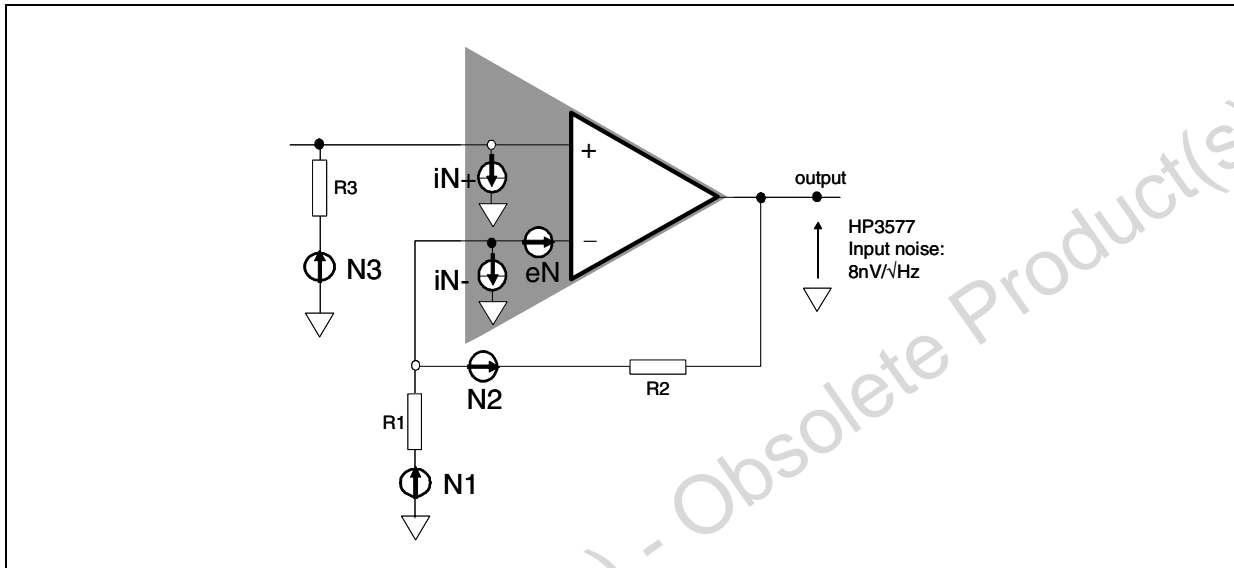 +
iN+
R3
output
HP3577
Input noise:
8nV/√Hz
N3
−
iN-
eN
N2
R2
R1
N1
) - Obsolete Product(s)